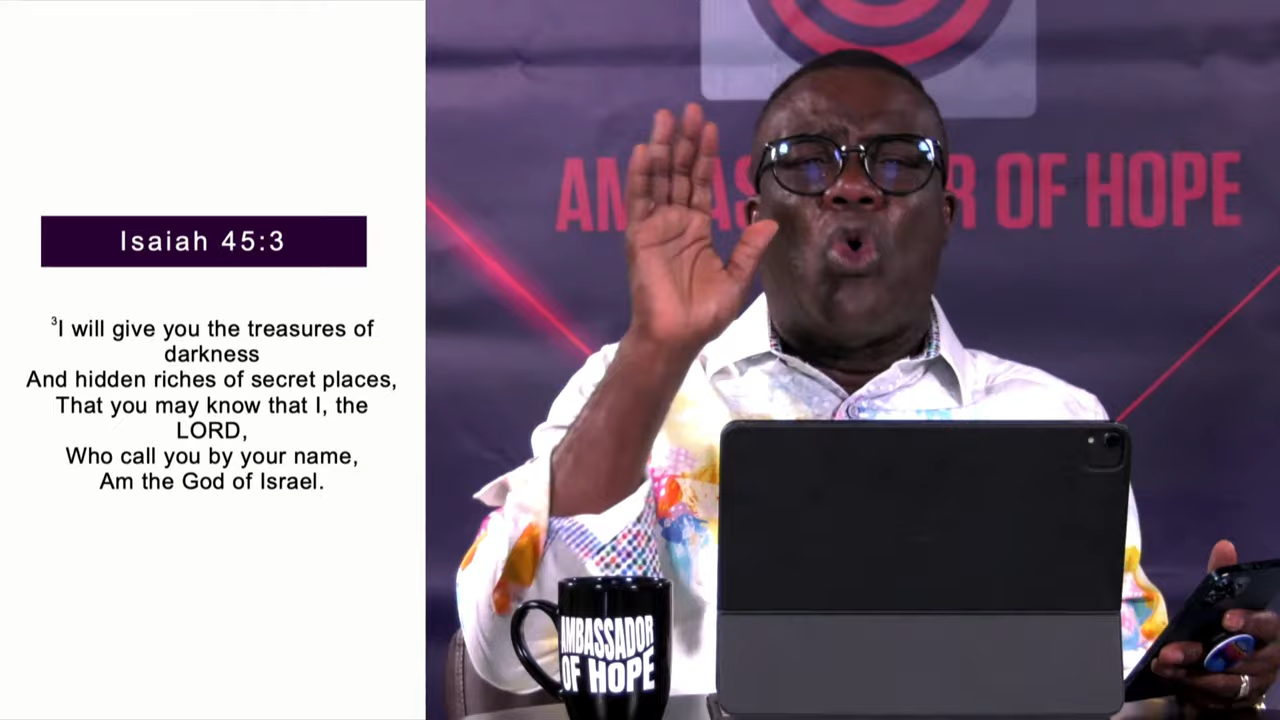 Isaiah 45:3
³I will give you the treasures of
darkness
And hidden riches of secret places,
That you may know that I, the
LORD,
Who call you by your name,
Am the God of Israel.
AMBASSADOR OF HOPE
AMBASSADOR
OF HOPE